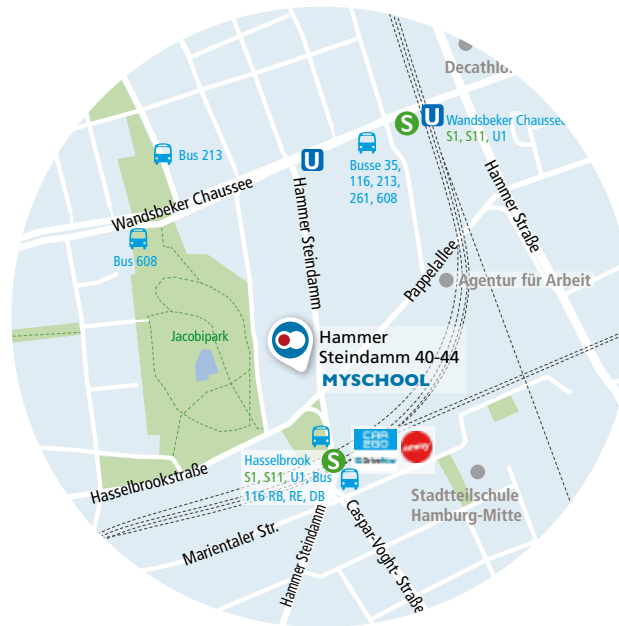 Decathlo
S
U
Wandsbeker Chaussee
S1, S11, U1
Bus 213
U
Busse 35,
116, 213,
261, 608
Wandsbeker Chaussee
Hammer Steindamm
Hammer Straße
Bus 608
Pappelallee
Agentur für Arbeit
Jacobipark
Hammer
Steindamm 40-44
MYSCHOOL
CAR
2GO
DriveNow
Hasselbrook
S
S1, S11, U1, Bus
116 RB, RE, DB
Hasselbrookstraße
Stadtteilschule
Hamburg-Mitte
Marientaler Str.
Hammer Steindamm
Caspar-Voght- Straße